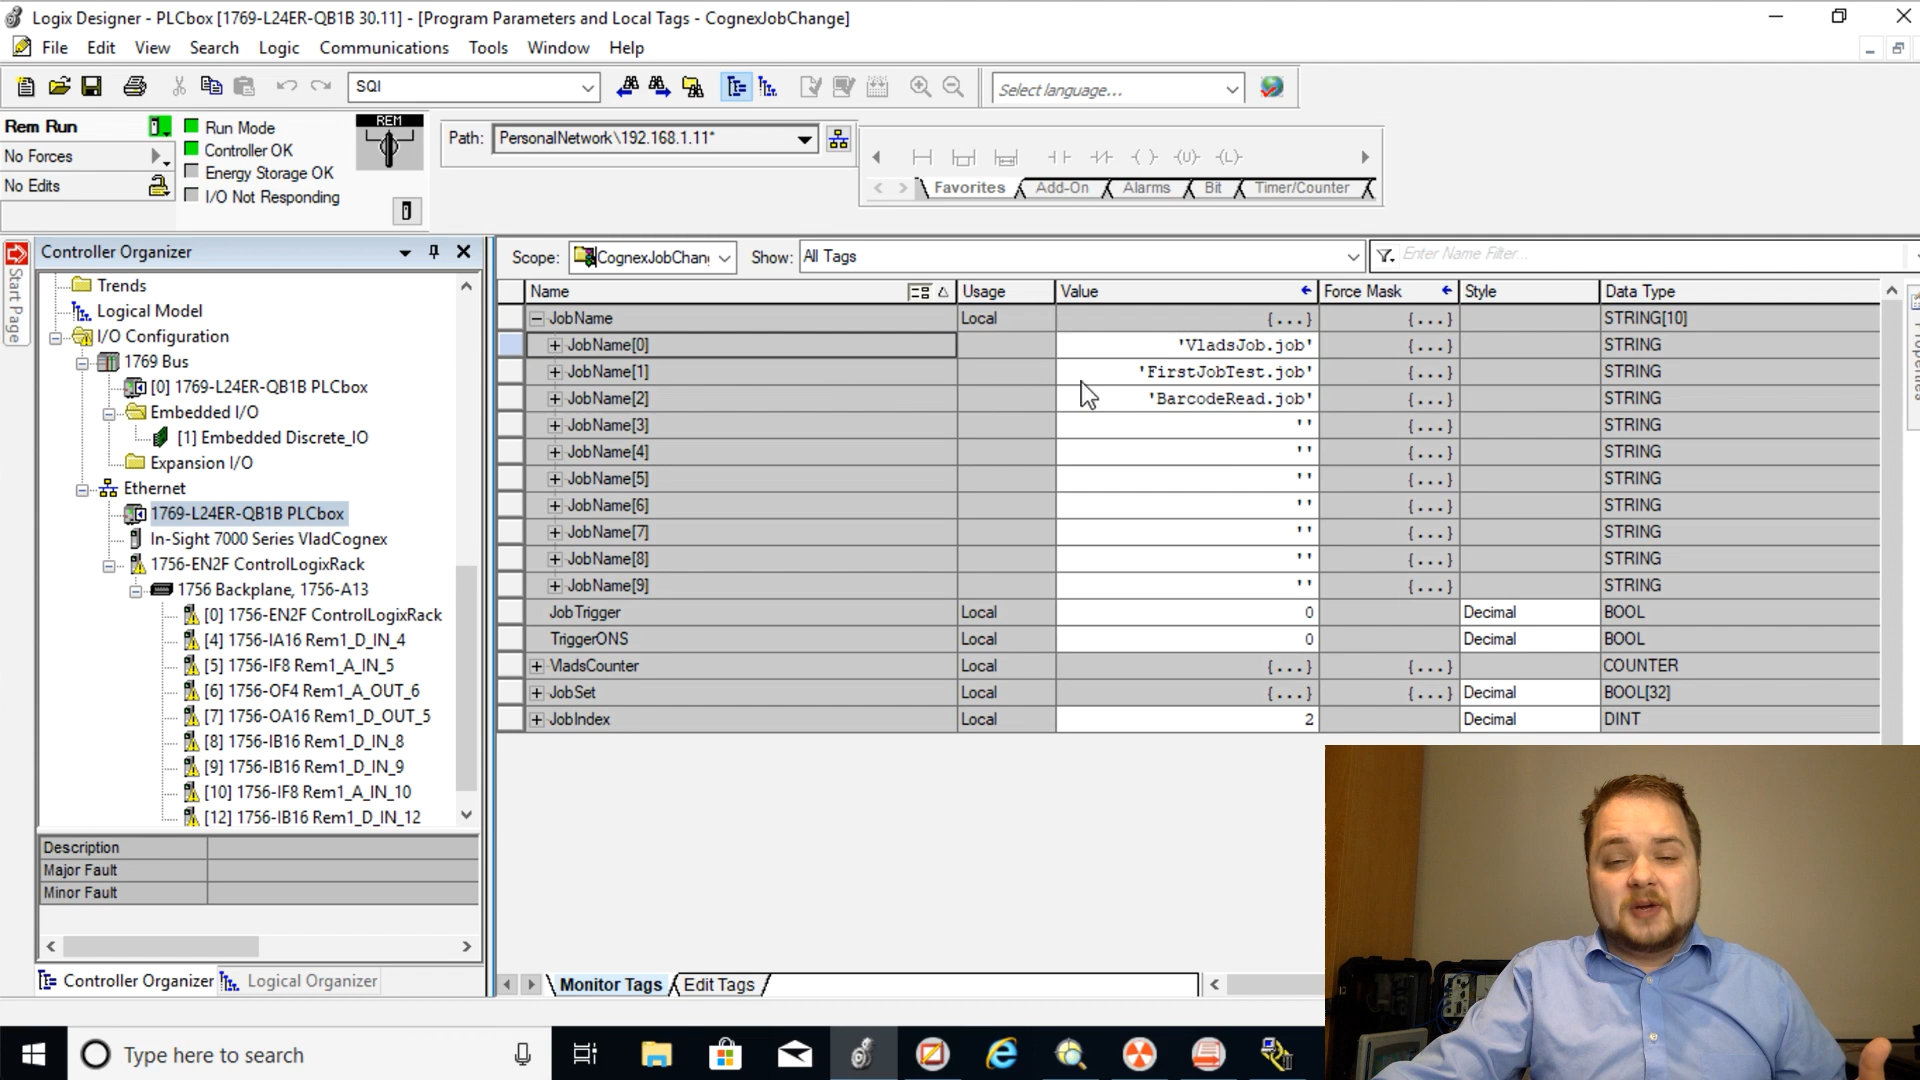 Logix Designer - PLCbox [1769-L24ER-QB1B 30.11] - [Program Parameters and Local Tags - CognexJobChange]
File Edit View Search Logic Communications Tools Window Help
SQI
Select language...
Rem Run
No Forces
No Edits
Run Mode
Controller OK
Energy Storage OK
I/O Not Responding
REM
Path: PersonalNetwork\192.168.1.11*
Favorites Add-On Alarms Bit Timer/Counter
Start Page
Controller Organizer
Trends
Logical Model
I/O Configuration
1769 Bus
[0] 1769-L24ER-QB1B PLCbox
Embedded I/O
[1] Embedded Discrete_IO
Expansion I/O
Ethernet
1769-L24ER-QB1B PLCbox
In-Sight 7000 Series VladCognex
1756-EN2F ControlLogixRack
1756 Backplane, 1756-A13
[0] 1756-EN2F ControlLogixRack
[4] 1756-IA16 Rem1_D_IN_4
[5] 1756-IF8 Rem1_A_IN_5
[6] 1756-OF4 Rem1_A_OUT_6
[7] 1756-OA16 Rem1_D_OUT_5
[8] 1756-IB16 Rem1_D_IN_8
[9] 1756-IB16 Rem1_D_IN_9
[10] 1756-IF8 Rem1_A_IN_10
[12] 1756-IB16 Rem1_D_IN_12
Description
Major Fault
Minor Fault
Controller Organizer Logical Organizer
Scope: CognexJobChan Show: All Tags Enter Name Filter...
Name Usage Value Force Mask Style Data Type
JobName Local {...} {...} STRING[10]
JobName[0] 'VladsJob.job' {...} STRING
JobName[1] 'FirstJobTest.job' {...} STRING
JobName[2] 'BarcodeRead.job' {...} STRING
JobName[3] '' {...} STRING
JobName[4] '' {...} STRING
JobName[5] '' {...} STRING
JobName[6] '' {...} STRING
JobName[7] '' {...} STRING
JobName[8] '' {...} STRING
JobName[9] '' {...} STRING
JobTrigger Local 0 Decimal BOOL
TriggerONS Local 0 Decimal BOOL
VladsCounter Local {...} {...} COUNTER
JobSet Local {...} {...} Decimal BOOL[32]
JobIndex Local 2 Decimal DINT
Properties
Monitor Tags Edit Tags
Type here to search